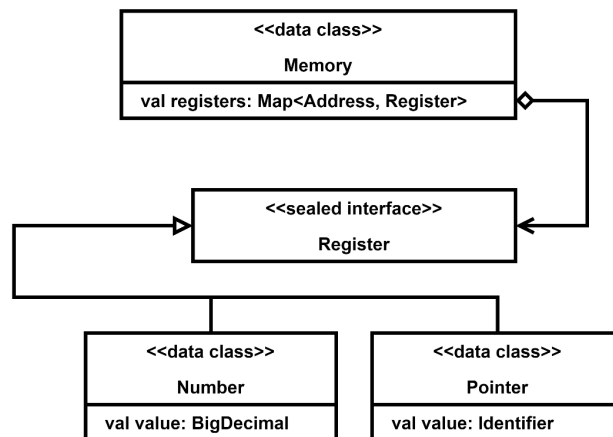 <<data class>>
Memory
val registers: Map<Address, Register>
<<sealed interface>>
Register
<<data class>>
Number
val value: BigDecimal
<<data class>>
Pointer
val value: Identifier